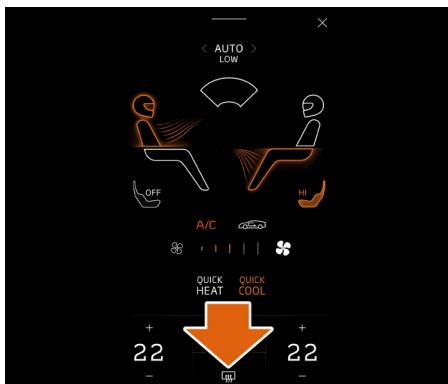 AUTO
LOW
OFF
HI
A/C
QUICK
HEAT
QUICK
COOL
+
22
−
+
22
−